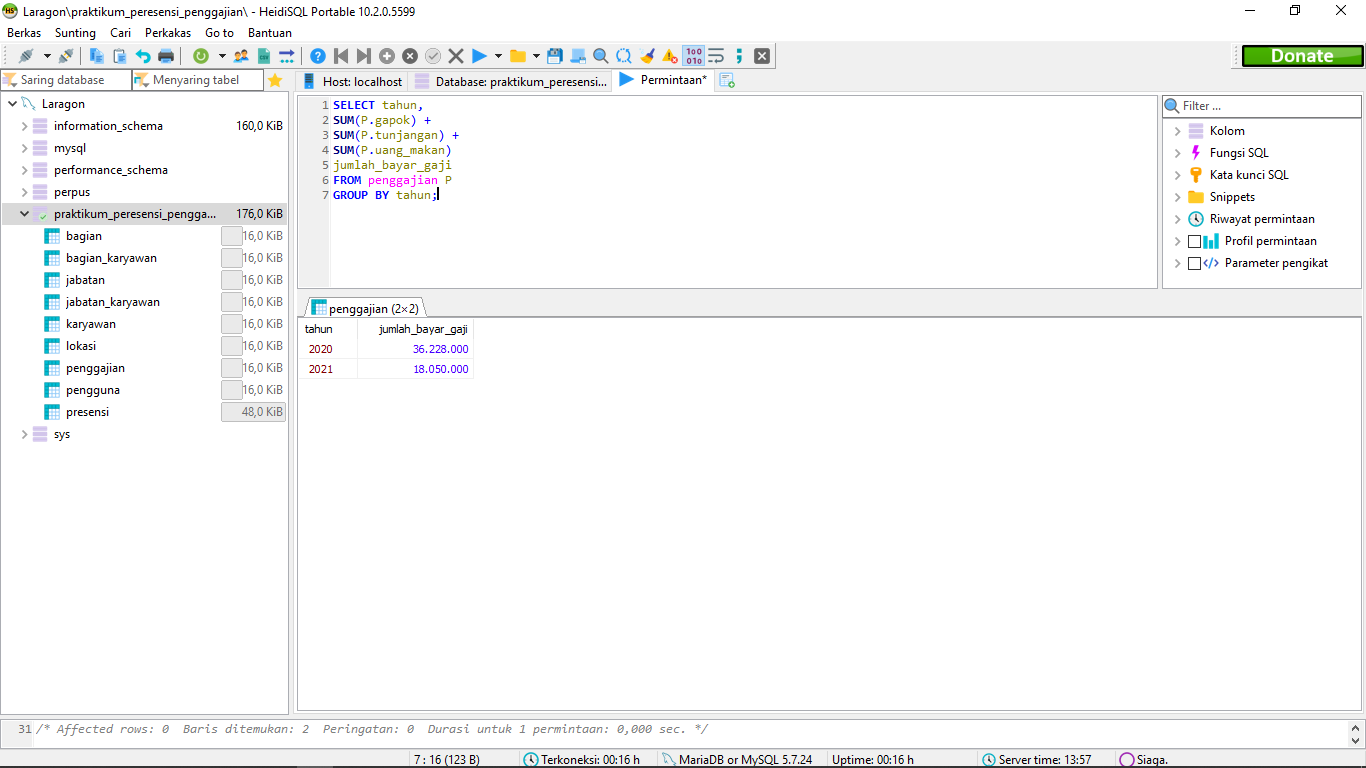 Laragon\praktikum_peresensi_penggajian\ - HeidiSQL Portable 10.2.0.5599
Berkas Sunting Cari Perkakas Go to Bantuan
Donate
Saring database Menyaring tabel
Host: localhost Database: praktikum_peresensi... Permintaan*
Laragon
information_schema 160,0 KiB
mysql
performance_schema
perpus
praktikum_peresensi_pengga... 176,0 KiB
bagian 16,0 KiB
bagian_karyawan 16,0 KiB
jabatan 16,0 KiB
jabatan_karyawan 16,0 KiB
karyawan 16,0 KiB
lokasi 16,0 KiB
penggajian 16,0 KiB
pengguna 16,0 KiB
presensi 48,0 KiB
sys
1 SELECT tahun,
2 SUM(P.gapok) +
3 SUM(P.tunjangan) +
4 SUM(P.uang_makan)
5 jumlah_bayar_gaji
6 FROM penggajian P
7 GROUP BY tahun;
Filter ...
Kolom
Fungsi SQL
Kata kunci SQL
Snippets
Riwayat permintaan
Profil permintaan
Parameter pengikat
penggajian (2×2)
tahun jumlah_bayar_gaji
2020 36.228.000
2021 18.050.000
31 /* Affected rows: 0 Baris ditemukan: 2 Peringatan: 0 Durasi untuk 1 permintaan: 0,000 sec. */
7 : 16 (123 B) Terkoneksi: 00:16 h MariaDB or MySQL 5.7.24 Uptime: 00:16 h Server time: 13:57 Siaga.